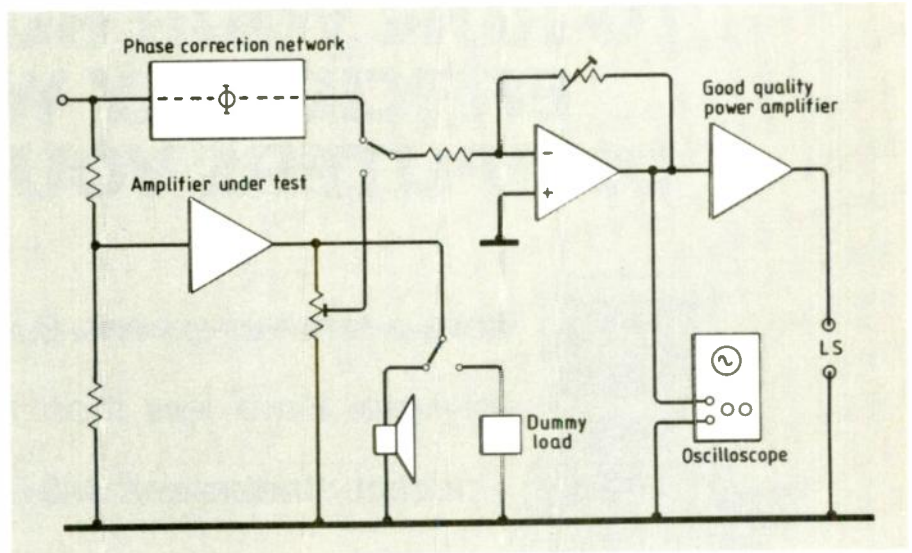 Phase correction network
Φ
Good quality
power amplifier
Amplifier under test
−
+
LS
Dummy
load
Oscilloscope